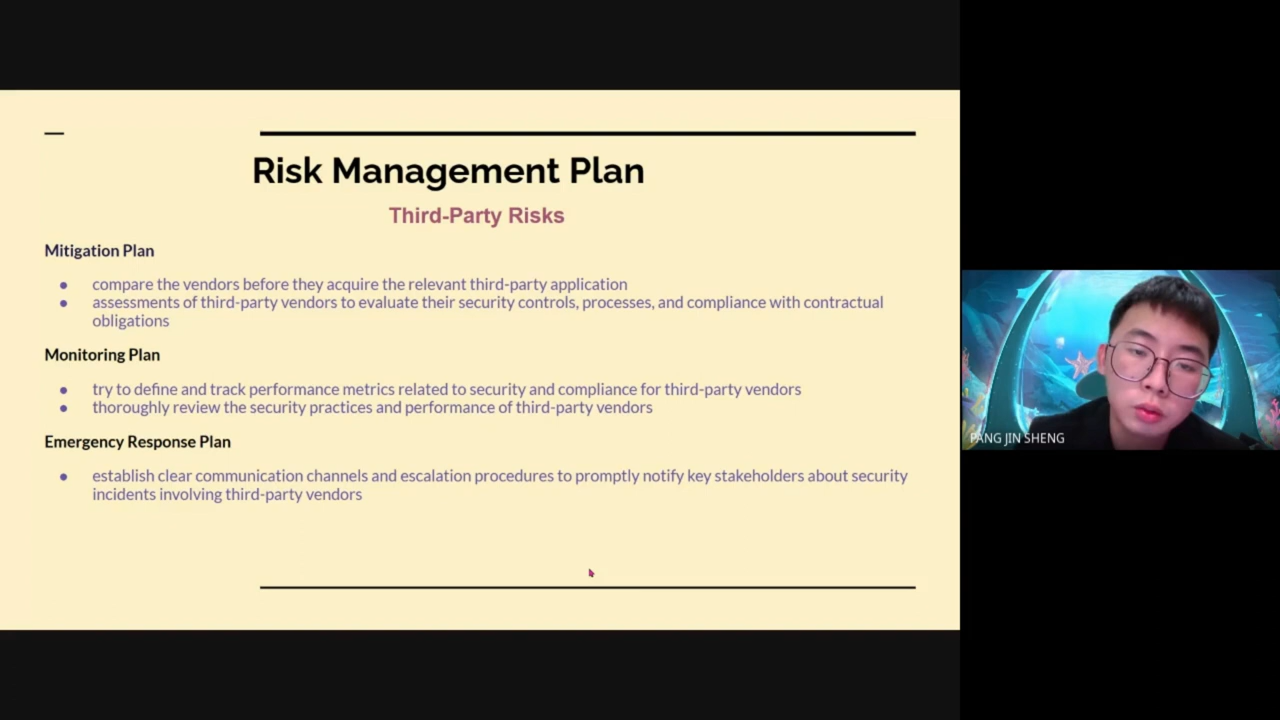 Risk Management Plan
Third-Party Risks
Mitigation Plan
● compare the vendors before they acquire the relevant third-party application
● assessments of third-party vendors to evaluate their security controls, processes, and compliance with contractual
obligations
Monitoring Plan
● try to define and track performance metrics related to security and compliance for third-party vendors
● thoroughly review the security practices and performance of third-party vendors
Emergency Response Plan
● establish clear communication channels and escalation procedures to promptly notify key stakeholders about security
incidents involving third-party vendors
PANG JIN SHENG